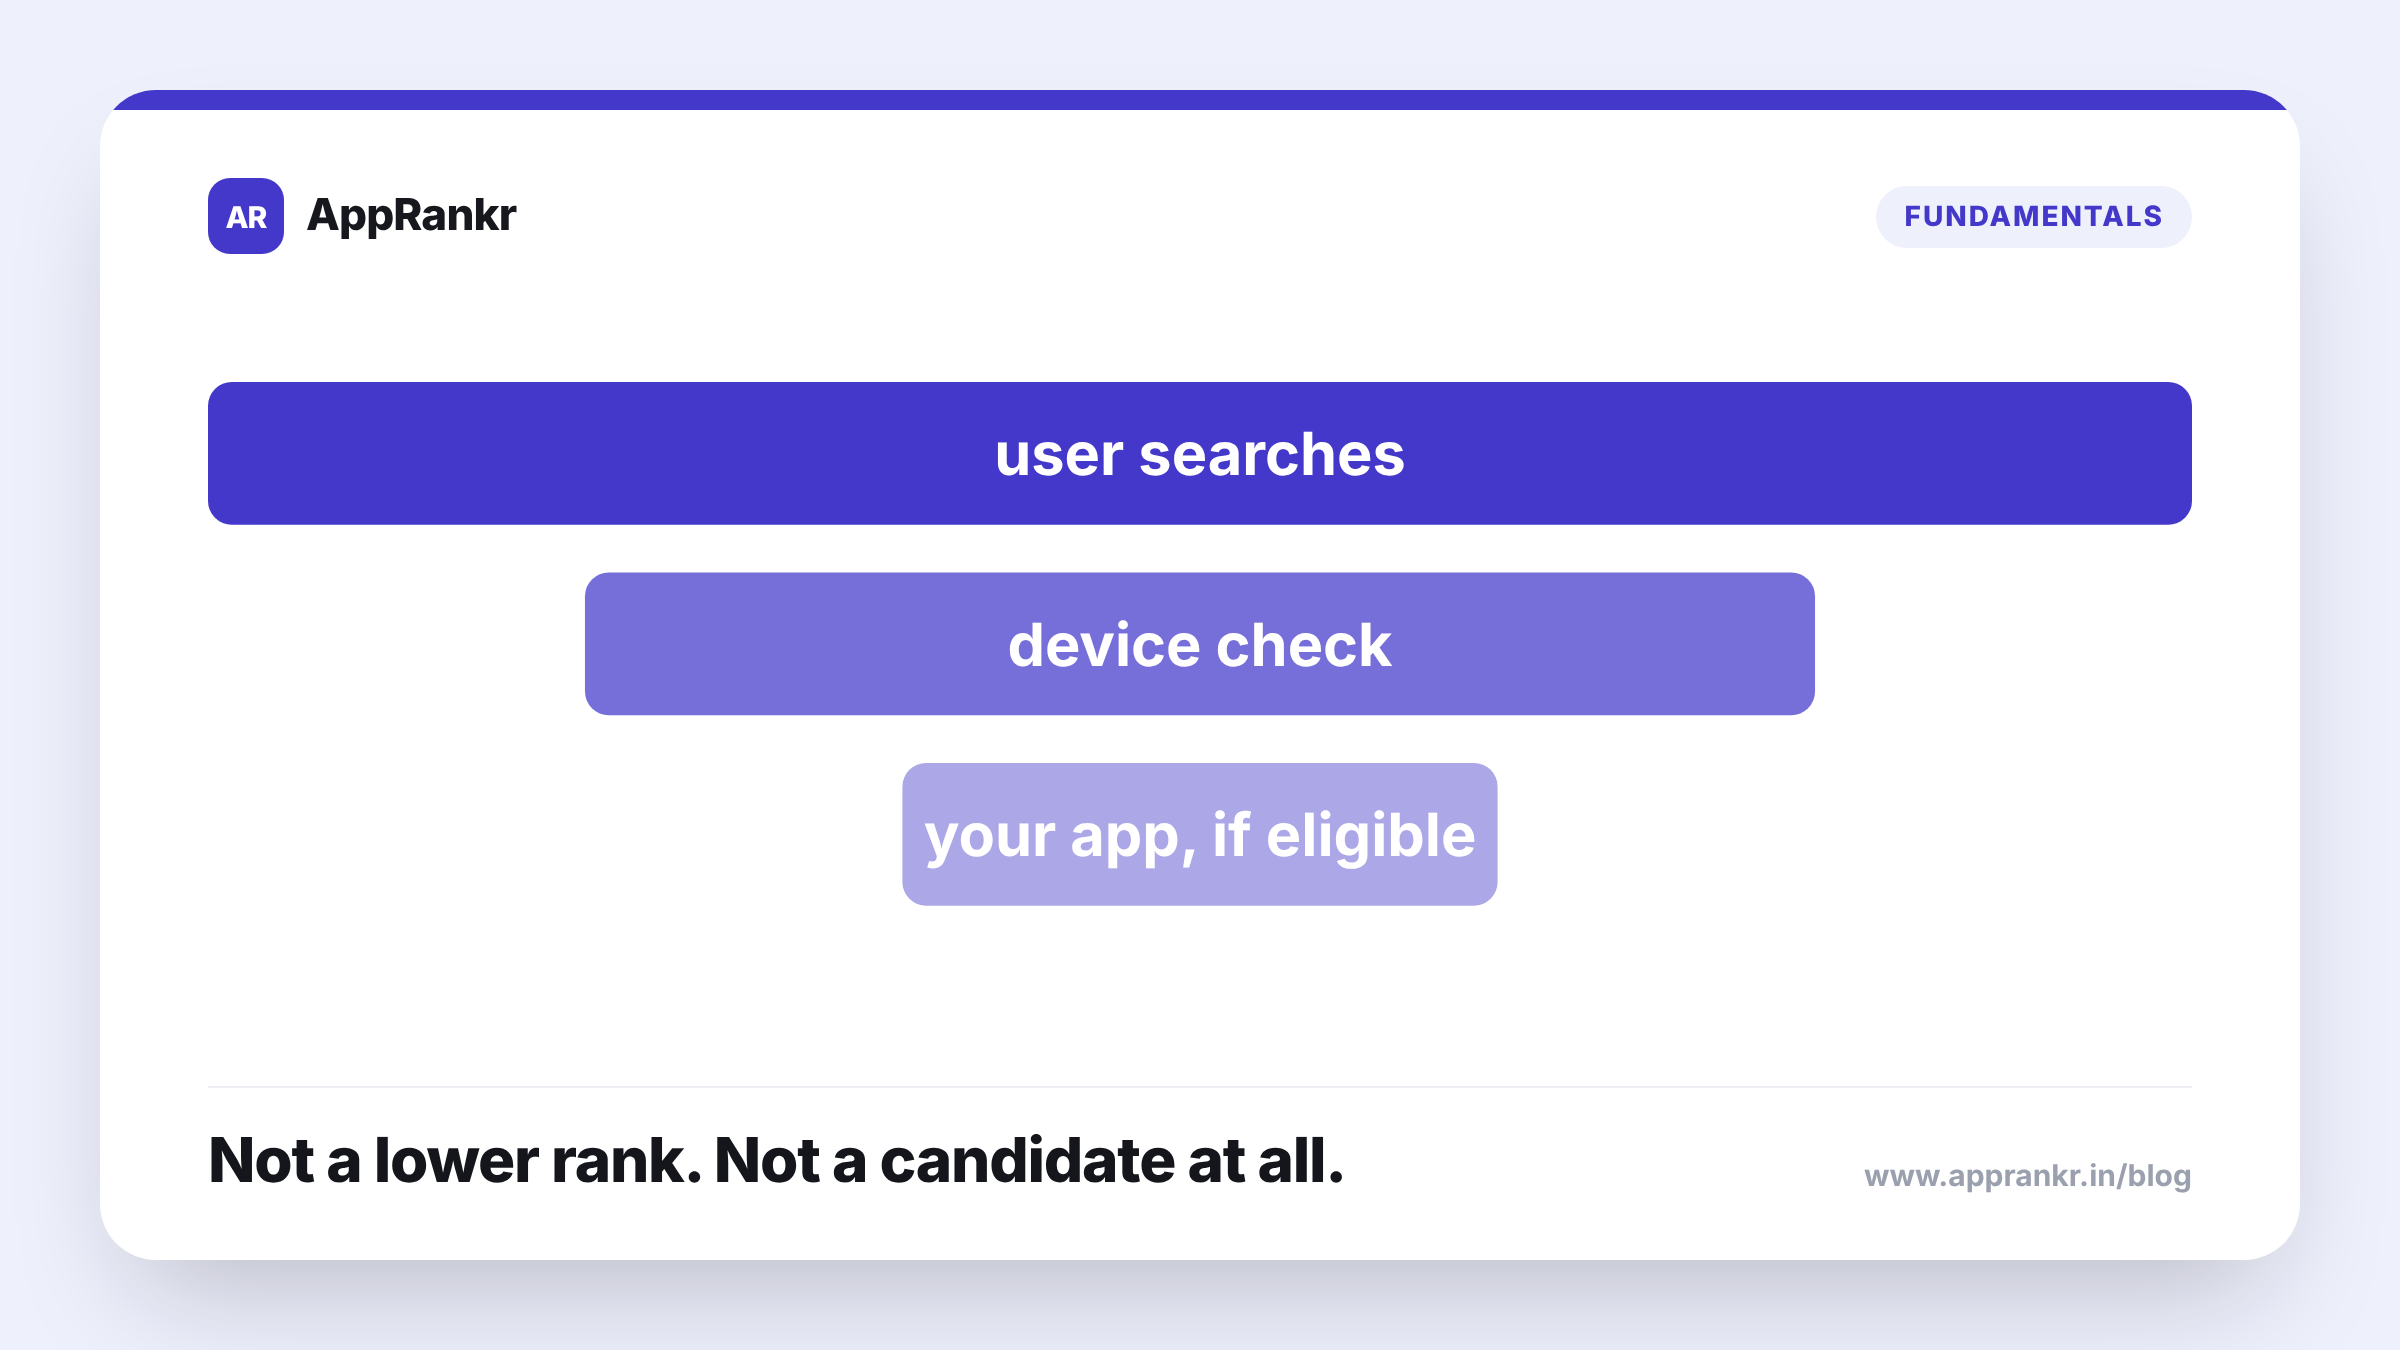 AR AppRankr
FUNDAMENTALS
user searches
device check
your app, if eligible
Not a lower rank. Not a candidate at all.
www.apprankr.in/blog